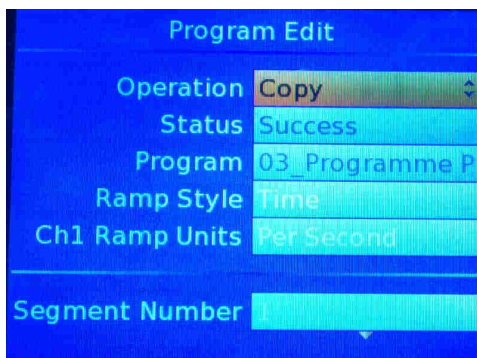 Program Edit
Operation Copy
Status Success
Program 03_Programme P
Ramp Style Time
Ch1 Ramp Units Per Second
Segment Number 1